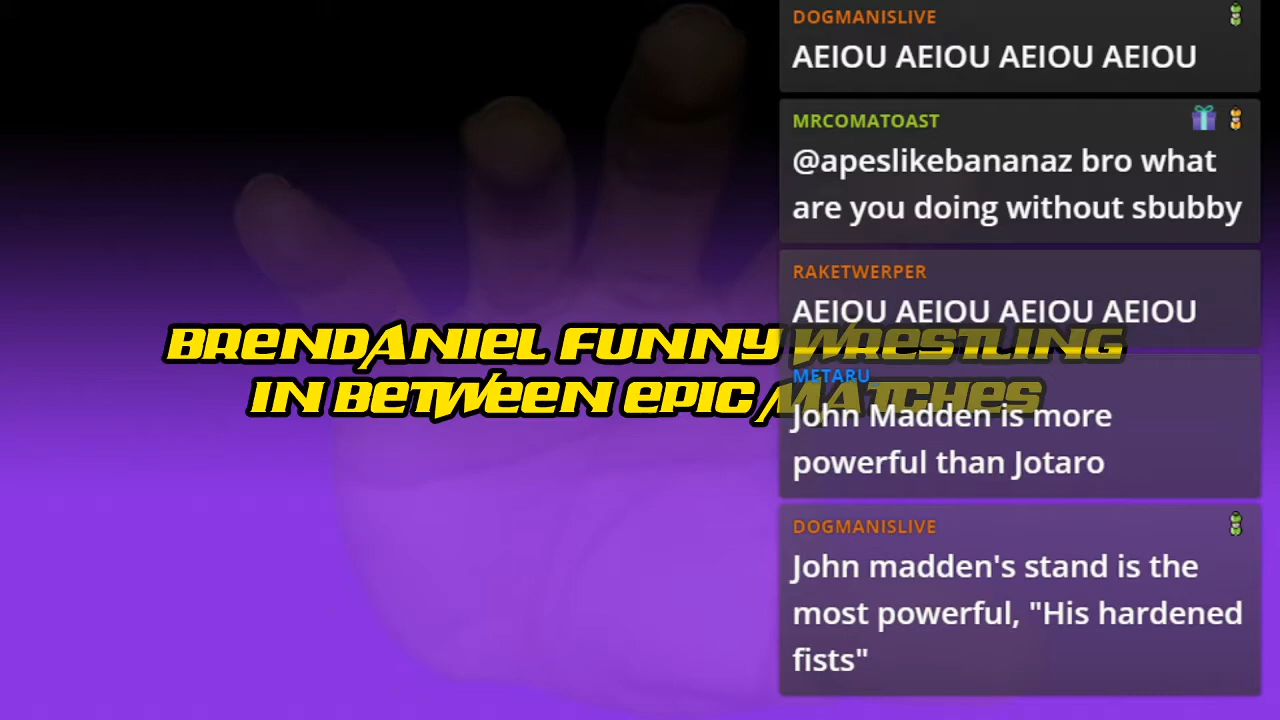 DOGMANISLIVE
AEIOU AEIOU AEIOU AEIOU
MRCOMATOAST
@apeslikebananaz bro what
are you doing without sbubby
RAKETWERPER
AEIOU AEIOU AEIOU AEIOU
BRENDANIEL FUNNY WRESTLING
IN BETWEEN EPIC MATCHES
METARU_
John Madden is more
powerful than Jotaro
DOGMANISLIVE
John madden's stand is the
most powerful, "His hardened
fists"